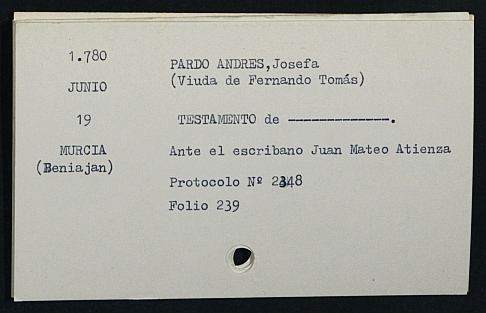 1.780
JUNIO
19
MURCIA
(Beniajan)
PARDO ANDRES,Josefa
(Viuda de Fernando Tomás)
TESTAMENTO de -------------.
Ante el escribano Juan Mateo Atienza
Protocolo Nº
Folio 239